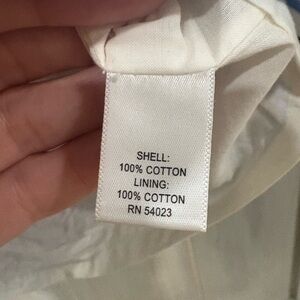 SHELL:
100% COTTON
LINING:
100% COTTON
RN 54023